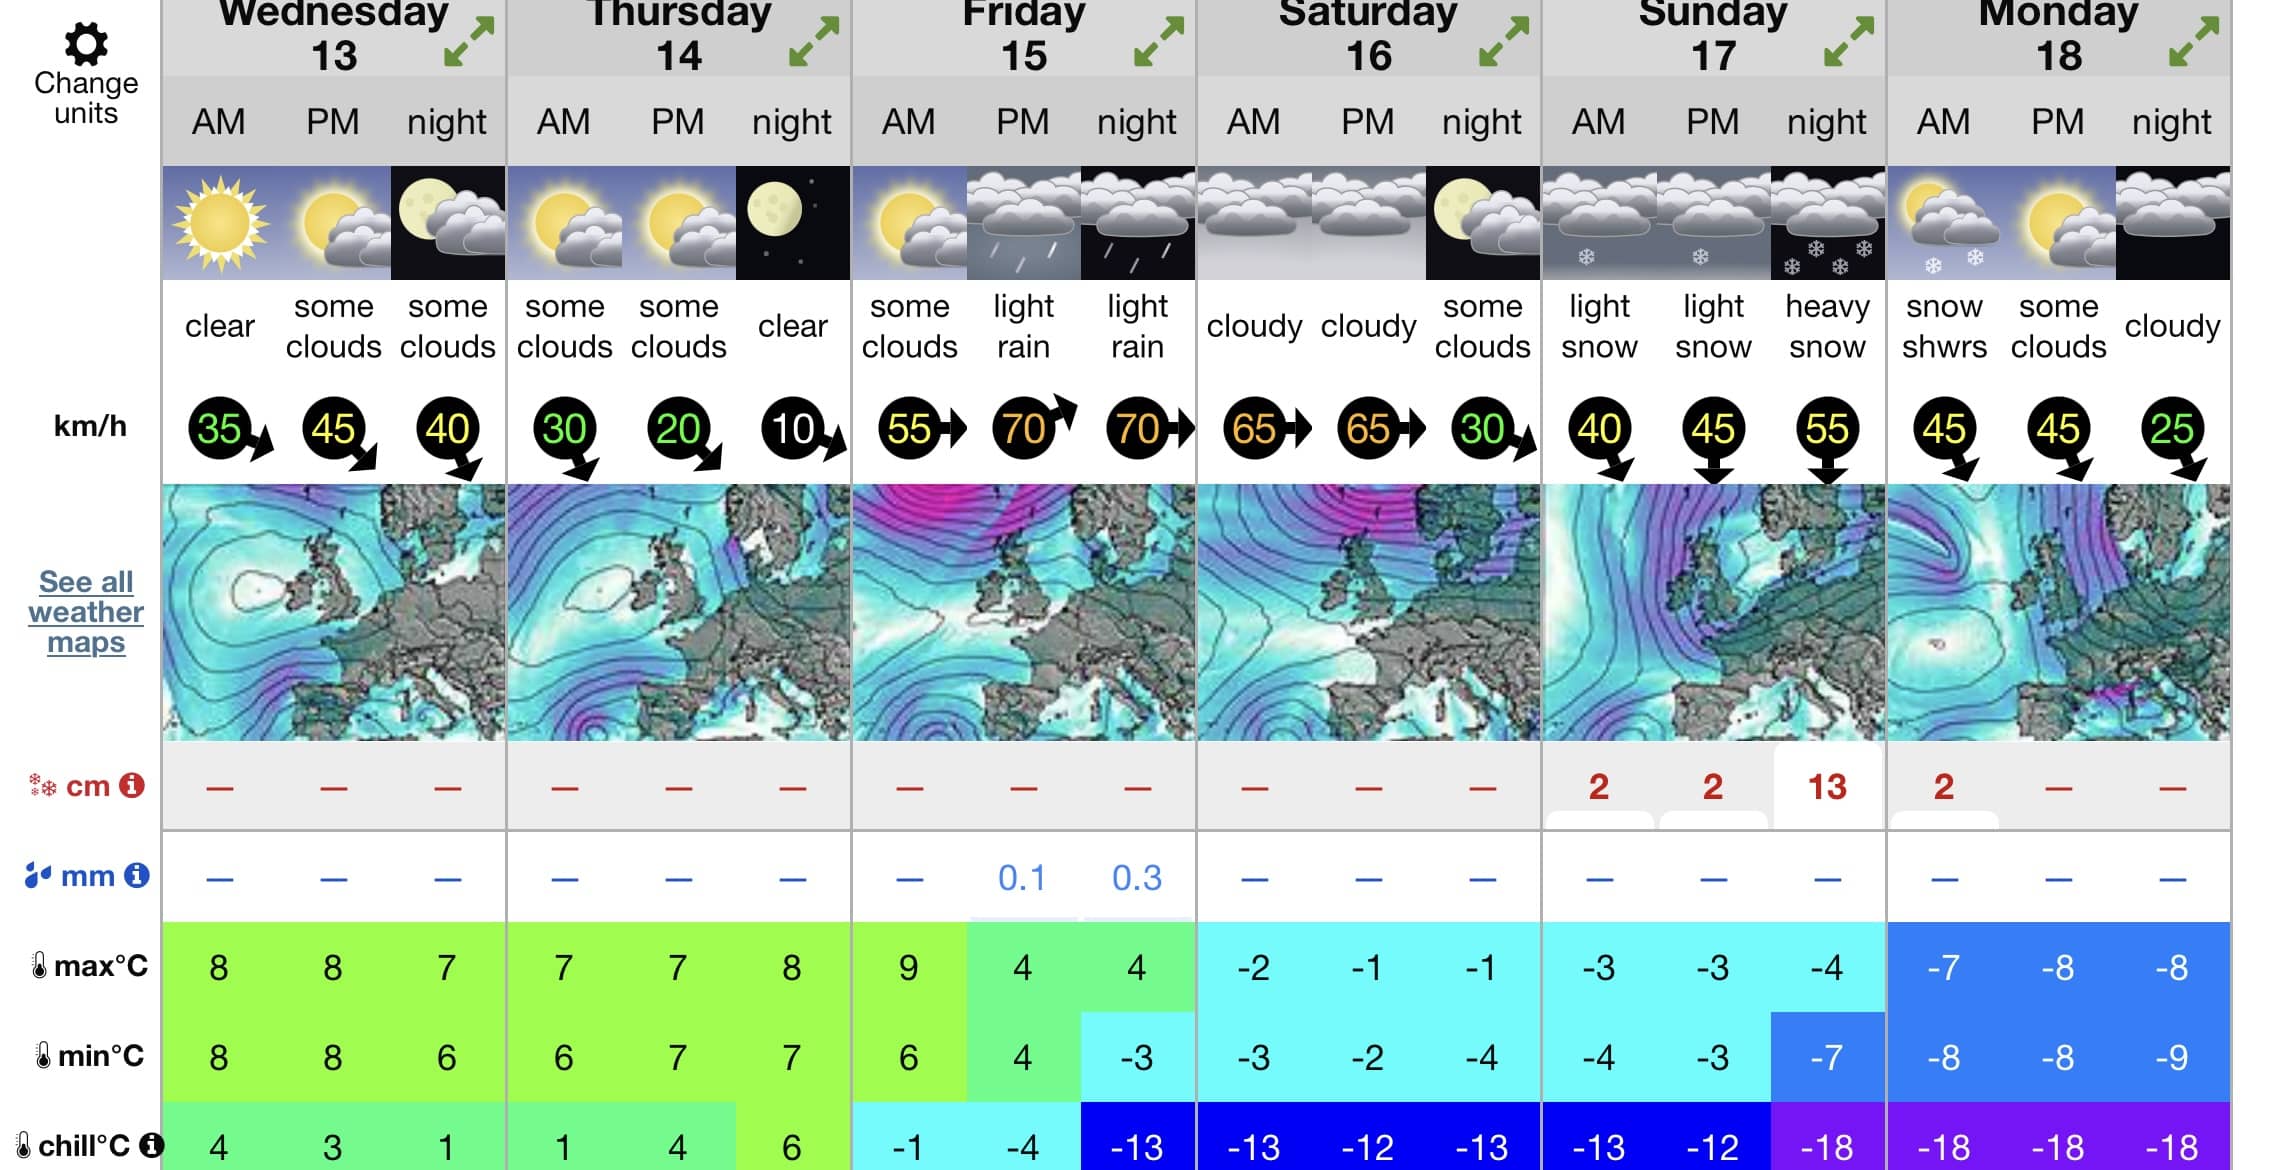 Wednesday Thursday Friday Saturday Sunday Monday
13 14 15 16 17 18
Change
units
AM PM night AM PM night AM PM night AM PM night AM PM night AM PM night
clear some clouds some clouds some clouds some clouds clear some clouds light rain light rain cloudy cloudy some clouds light snow light snow heavy snow snow shwrs some clouds cloudy
km/h 35 45 40 30 20 10 55 70 70 65 65 30 40 45 55 45 45 25
See all
weather
maps
cm — — — — — — — — — — — — 2 2 13 2 — —
mm — — — — — — — 0.1 0.3 — — — — — — — — —
max°C 8 8 7 7 7 8 9 4 4 -2 -1 -1 -3 -3 -4 -7 -8 -8
min°C 8 8 6 6 7 7 6 4 -3 -3 -2 -4 -4 -3 -7 -8 -8 -9
chill°C 4 3 1 1 4 6 -1 -4 -13 -13 -12 -13 -13 -12 -18 -18 -18 -18